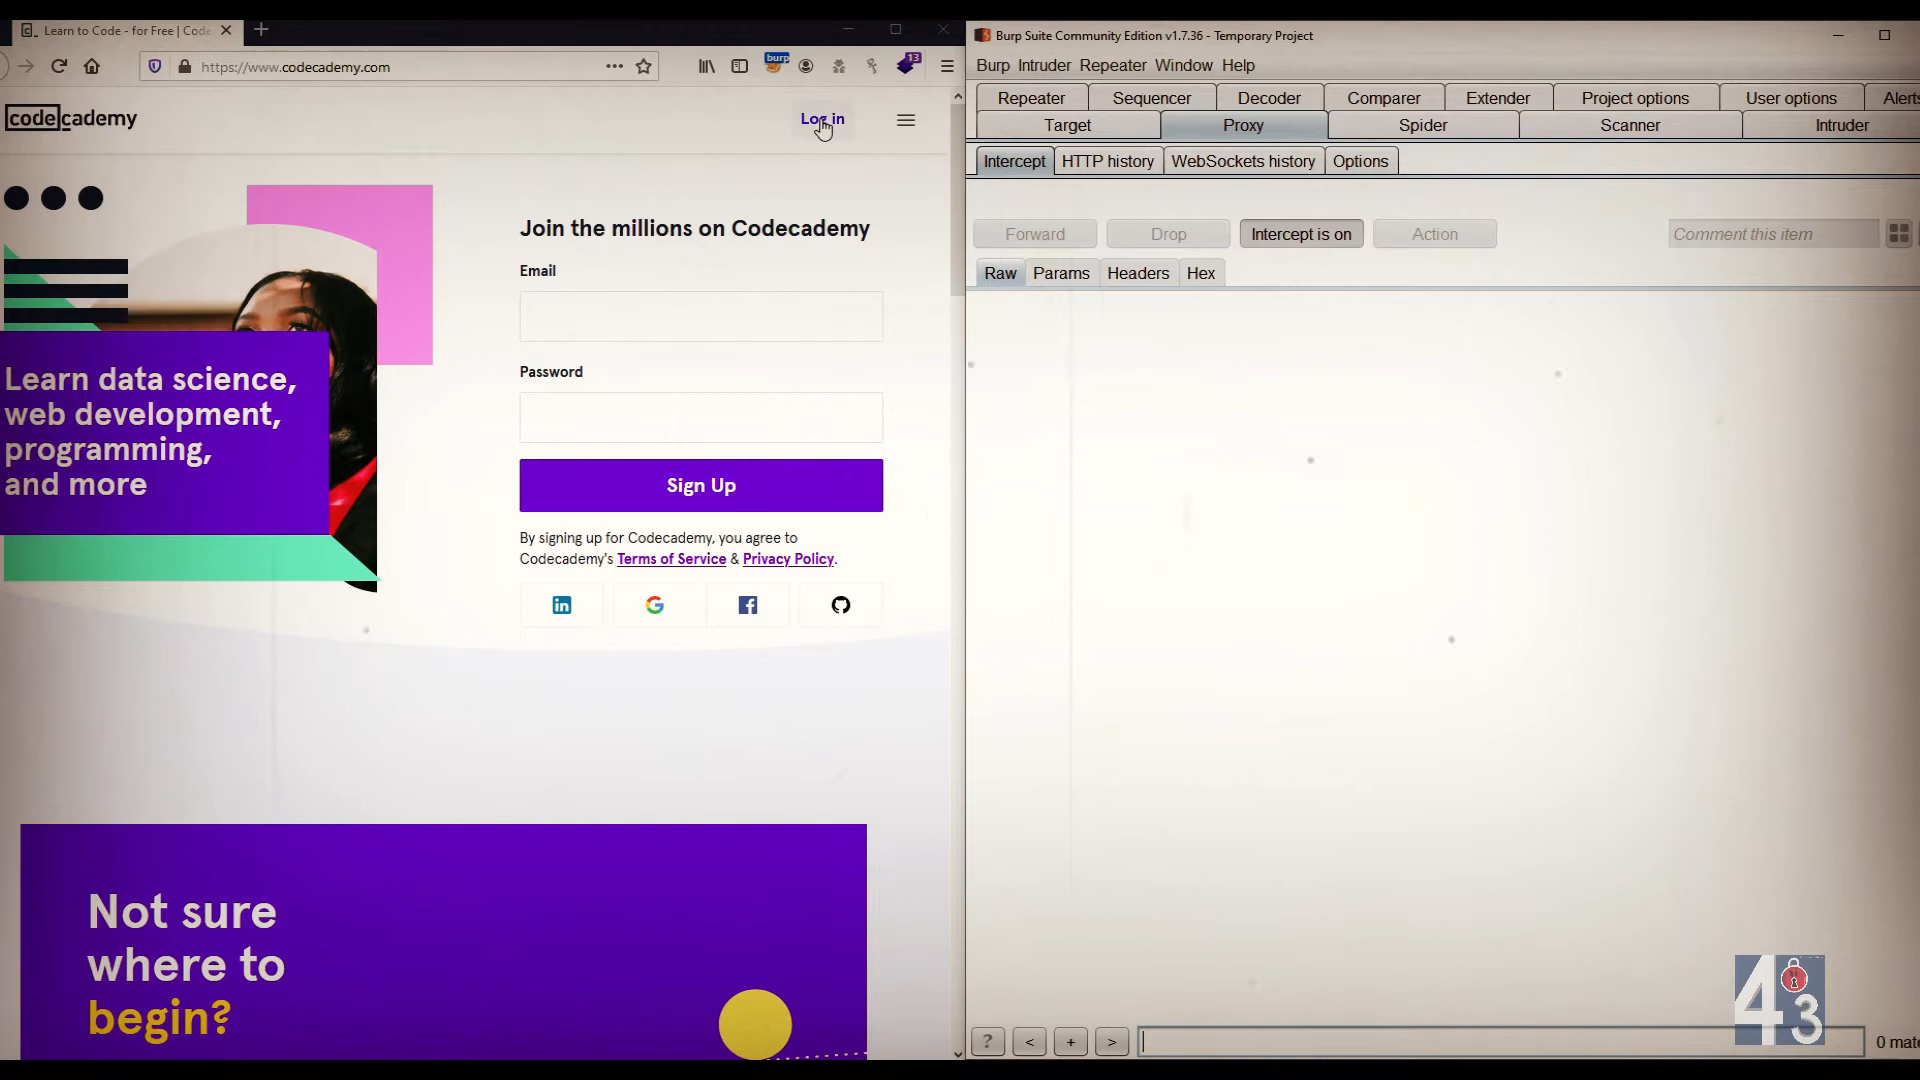 Learn to Code - for Free | Code
https://www.codecademy.com
burp
13
codecademy
Log in
Join the millions on Codecademy
Email
Password
Sign Up
By signing up for Codecademy, you agree to
Codecademy's Terms of Service & Privacy Policy.
Learn data science,
web development,
programming,
and more
Not sure
where to
begin?
Burp Suite Community Edition v1.7.36 - Temporary Project
Burp Intruder Repeater Window Help
Repeater Sequencer Decoder Comparer Extender Project options User options Alerts
Target Proxy Spider Scanner Intruder
Intercept HTTP history WebSockets history Options
Forward Drop Intercept is on Action Comment this item
Raw Params Headers Hex
? < + > 0 matc
43